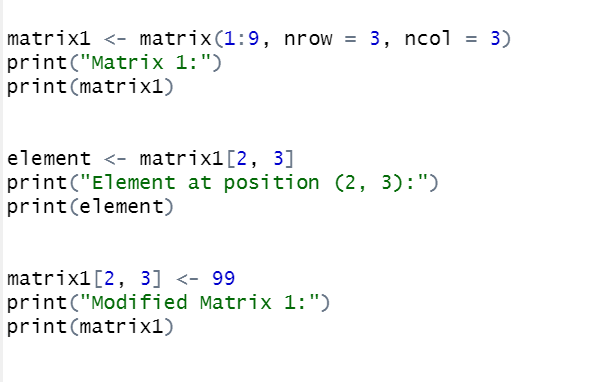 matrix1 <- matrix(1:9, nrow = 3, ncol = 3)
print("Matrix 1:")
print(matrix1)
element <- matrix1[2, 3]
print("Element at position (2, 3):")
print(element)
matrix1[2, 3] <- 99
print("Modified Matrix 1:")
print(matrix1)